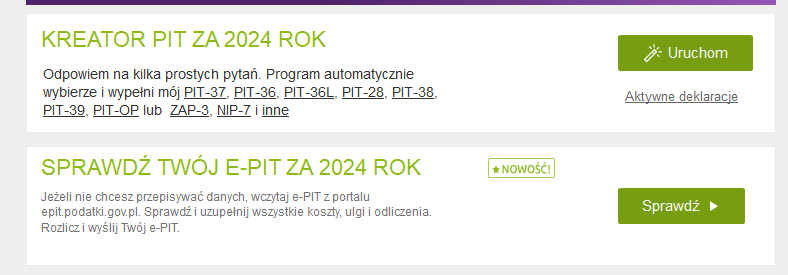 KREATOR PIT ZA 2024 ROK
Odpowiem na kilka prostych pytań. Program automatycznie
wybierze i wypełni mój PIT-37, PIT-36, PIT-36L, PIT-28, PIT-38,
PIT-39, PIT-OP lub ZAP-3, NIP-7 i inne
Uruchom
Aktywne deklaracje
SPRAWDŹ TWÓJ E-PIT ZA 2024 ROK
NOWOŚĆ!
Jeżeli nie chcesz przepisywać danych, wczytaj e-PIT z portalu
epit.podatki.gov.pl. Sprawdź i uzupełnij wszystkie koszty, ulgi i odliczenia.
Rozlicz i wyślij Twój e-PIT.
Sprawdź